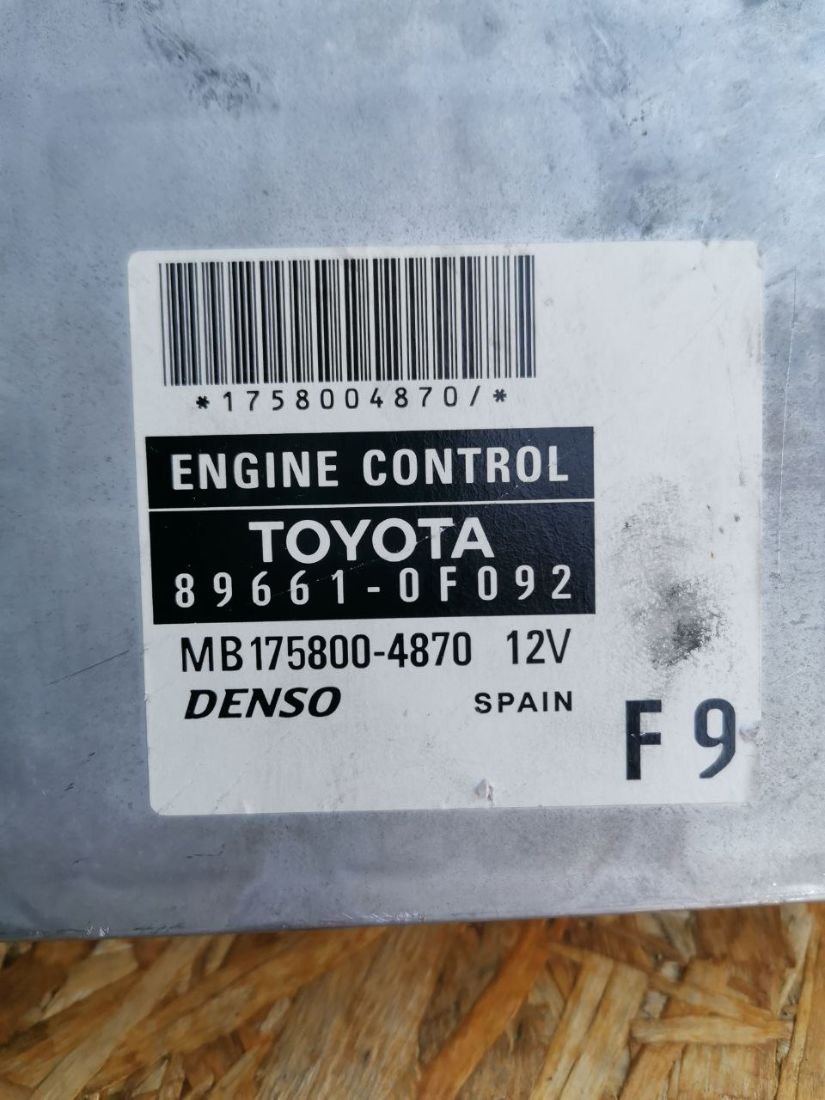 *1758004870/*
ENGINE CONTROL
TOYOTA
89661-0F092
MB175800-4870 12V
DENSO SPAIN
F9